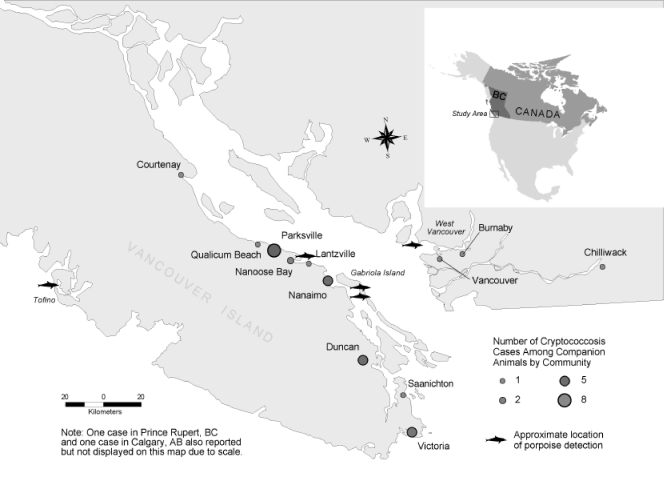 BC
CANADA
Study Area
N
W
E
S
Courtenay
West
Vancouver
Burnaby
Parksville
Qualicum Beach
Lantzville
Nanoose Bay
Gabriola Island
Chilliwack
Vancouver
Tofino
VANCOUVER ISLAND
Nanaimo
Duncan
Saanichton
Victoria
Number of Cryptococcosis
Cases Among Companion
Animals by Community
1
5
2
8
Approximate location
of porpoise detection
20 0 20
Kilometers
Note: One case in Prince Rupert, BC
and one case in Calgary, AB also reported
but not displayed on this map due to scale.